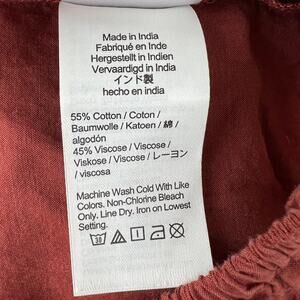 Made in India
Fabriqué en Inde
Hergestellt in Indien
Vervaardigd in India
インド製
hecho en india
55% Cotton / Coton /
Baumwolle / Katoen / 綿 /
algodón
45% Viscose / Viscose /
Viskose / Viscose / レーヨン
/ viscosa
Machine Wash Cold With Like
Colors. Non-Chlorine Bleach
Only. Line Dry. Iron on Lowest
Setting.
30